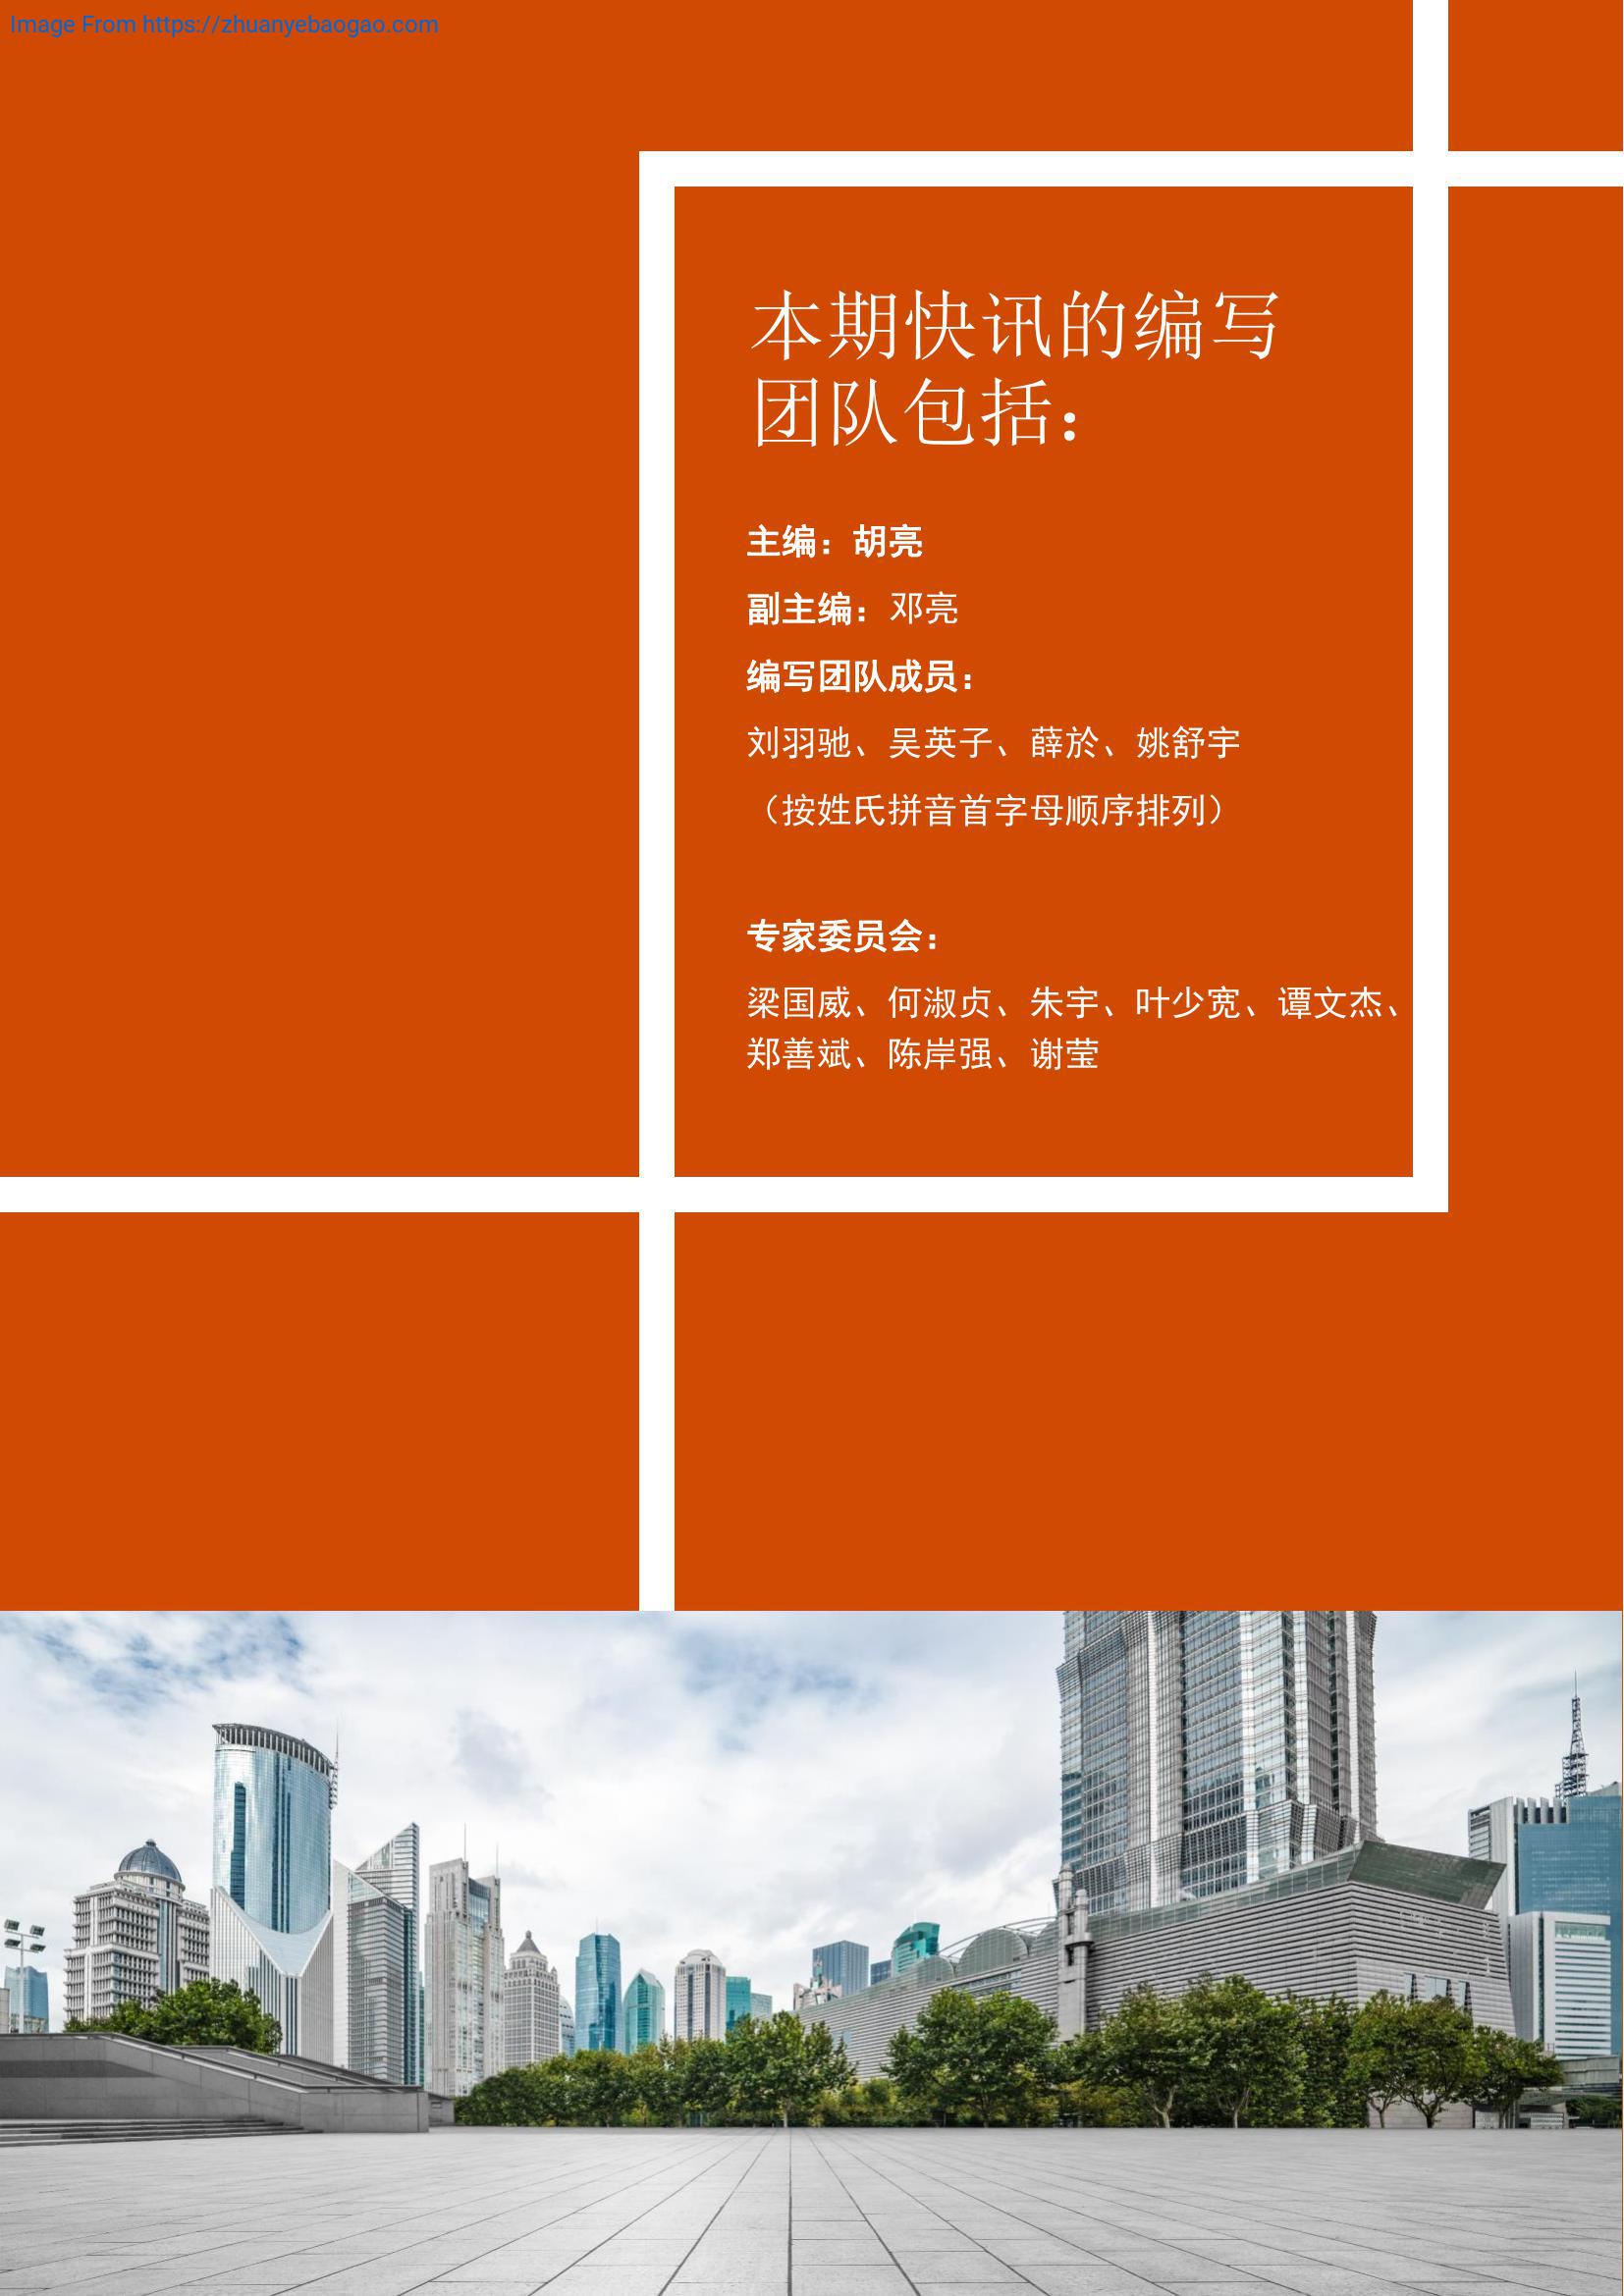 Image From https://zhuanyebaogao.com
本期快讯的编写
团队包括：
主编：胡亮
副主编：邓亮
编写团队成员：
刘羽驰、吴英子、薛於、姚舒宇
（按姓氏拼音首字母顺序排列）
专家委员会：
梁国威、何淑贞、朱宇、叶少宽、谭文杰、
郑善斌、陈岸强、谢莹